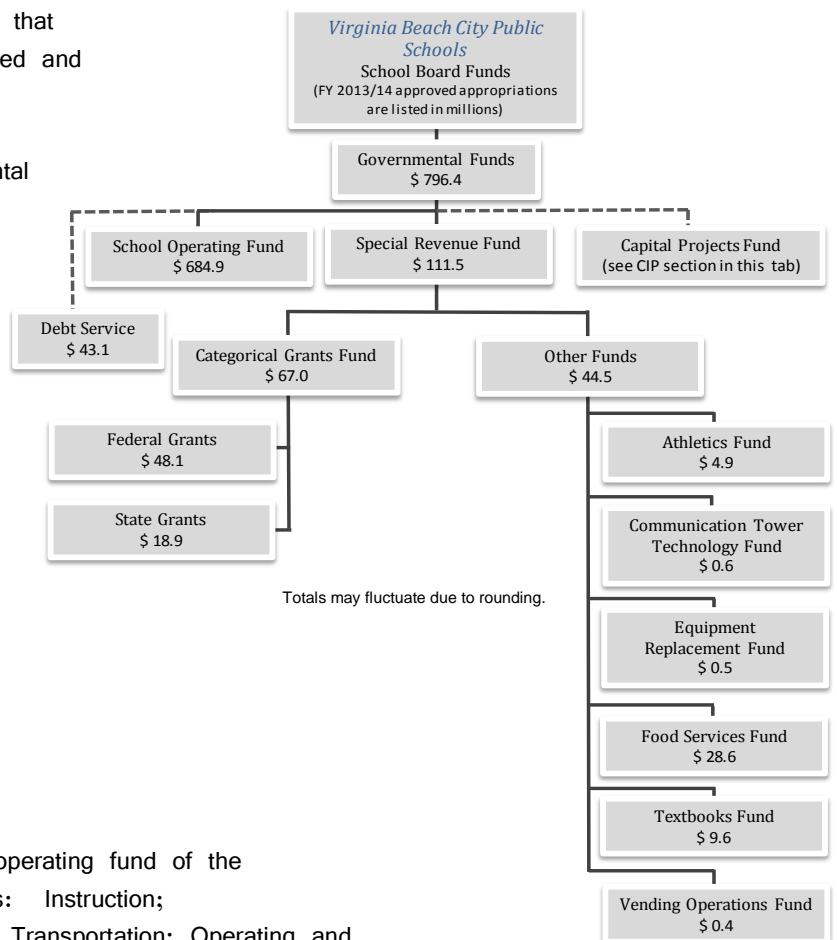 that
ed and
ntal
Virginia Beach City Public
Schools
School Board Funds
(FY 2013/14 approved appropriations
are listed in millions)
Governmental Funds
$ 796.4
School Operating Fund
$ 684.9
Special Revenue Fund
$ 111.5
Capital Projects Fund
(see CIP section in this tab)
Debt Service
$ 43.1
Categorical Grants Fund
$ 67.0
Other Funds
$ 44.5
Federal Grants
$ 48.1
State Grants
$ 18.9
Athletics Fund
$ 4.9
Communication Tower
Technology Fund
$ 0.6
Totals may fluctuate due to rounding.
Equipment
Replacement Fund
$ 0.5
Food Services Fund
$ 28.6
Textbooks Fund
$ 9.6
Vending Operations Fund
$ 0.4
operating fund of the
s: Instruction;
Transportation; Operating and